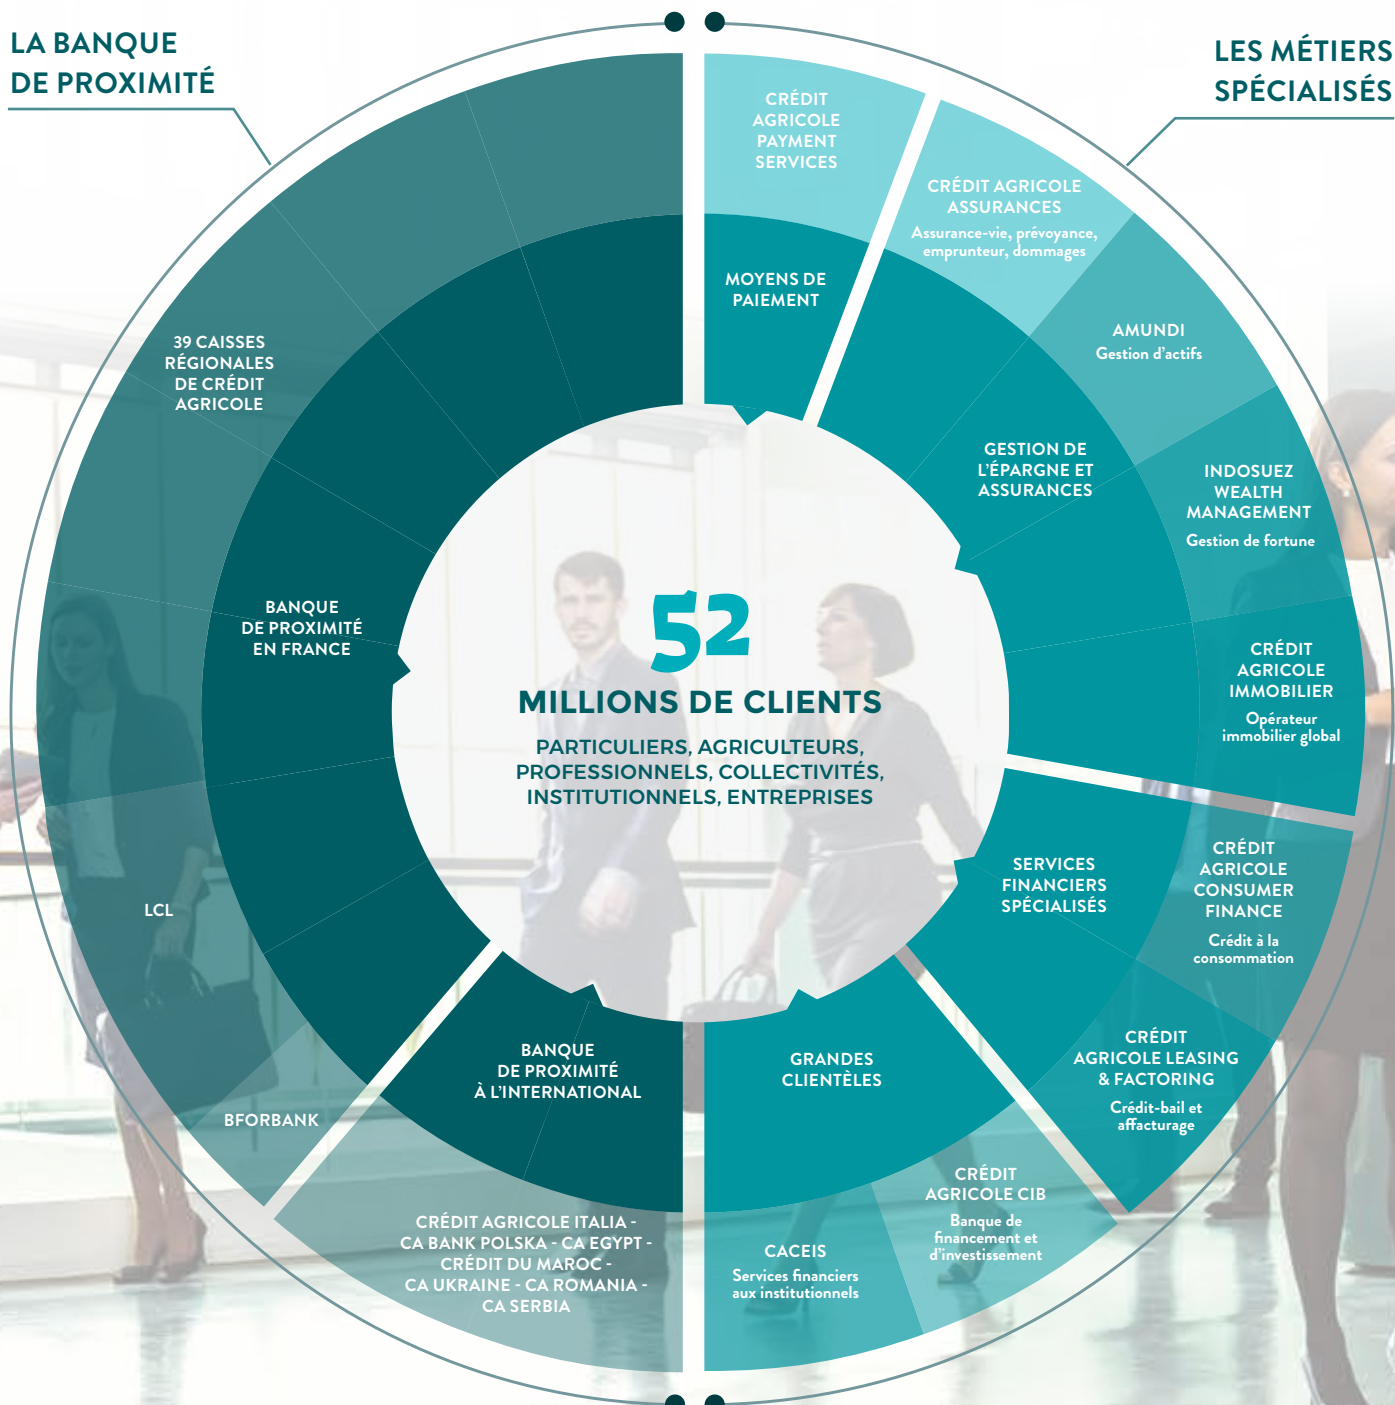 LA BANQUE
DE PROXIMITÉ
LES MÉTIERS
SPÉCIALISÉS
CRÉDIT
AGRICOLE
PAYMENT
SERVICES
MOYENS DE
PAIEMENT
CRÉDIT AGRICOLE
ASSURANCES
Assurance-vie, prévoyance,
emprunteur, dommages
AMUNDI
Gestion d’actifs
GESTION DE
L’ÉPARGNE ET
ASSURANCES
INDOSUEZ
WEALTH
MANAGEMENT
Gestion de fortune
CRÉDIT
AGRICOLE
IMMOBILIER
Opérateur
immobilier global
39 CAISSES
RÉGIONALES
DE CRÉDIT
AGRICOLE
BANQUE
DE PROXIMITÉ
EN FRANCE
52
MILLIONS DE CLIENTS
PARTICULIERS, AGRICULTEURS,
PROFESSIONNELS, COLLECTIVITÉS,
INSTITUTIONNELS, ENTREPRISES
SERVICES
FINANCIERS
SPÉCIALISÉS
CRÉDIT
AGRICOLE
CONSUMER
FINANCE
Crédit à la
consommation
LCL
BFORBANK
BANQUE
DE PROXIMITÉ
À L’INTERNATIONAL
GRANDES
CLIENTÈLES
CRÉDIT
AGRICOLE LEASING
& FACTORING
Crédit-bail et
affacturage
CRÉDIT AGRICOLE ITALIA -
CA BANK POLSKA - CA EGYPT -
CRÉDIT DU MAROC -
CA UKRAINE - CA ROMANIA -
CA SERBIA
CACEIS
Services financiers
aux institutionnels
CRÉDIT
AGRICOLE CIB
Banque de
financement et
d’investissement